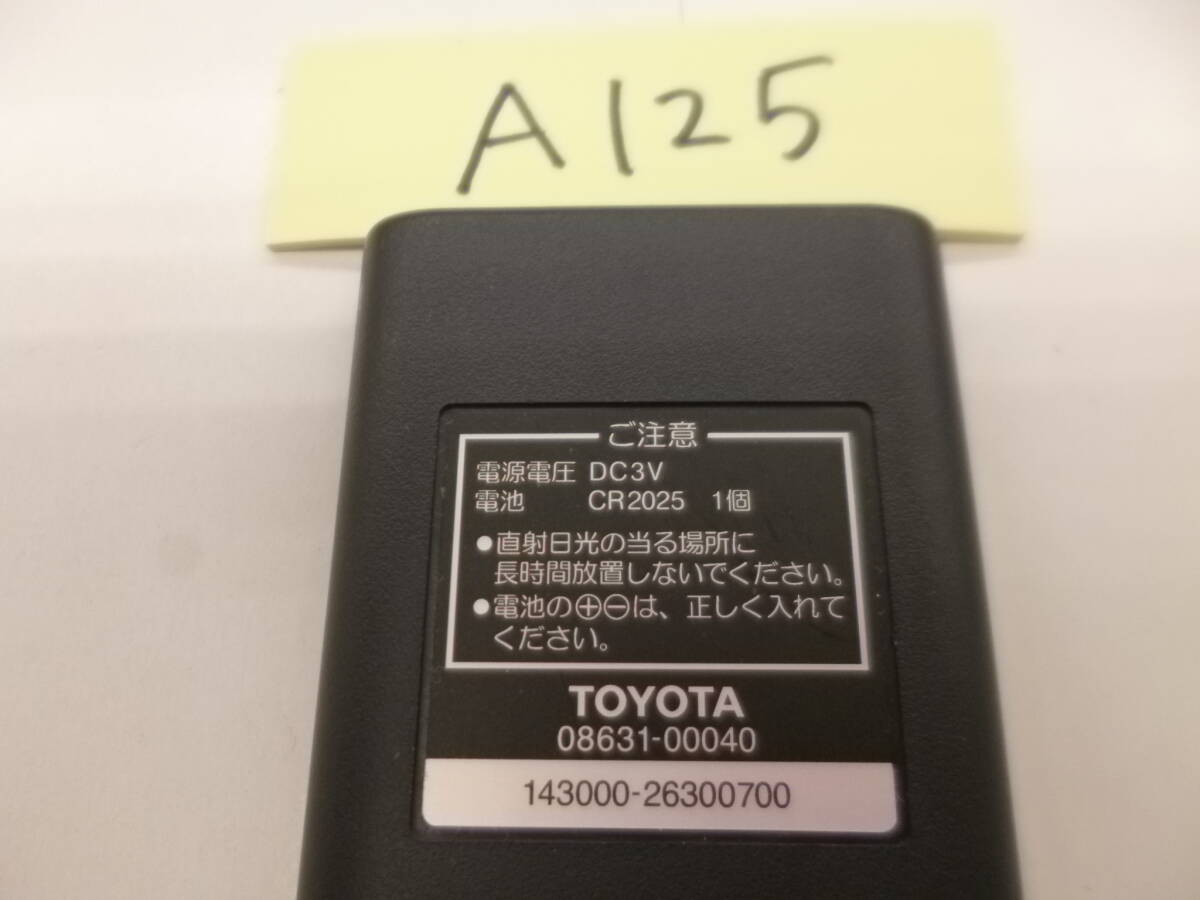 A125
ご注意
電源電圧 DC3V
電池 CR2025 1個
●直射日光の当る場所に
長時間放置しないでください。
●電池の⊕⊖は、正しく入れて
ください。
TOYOTA
08631-00040
143000-26300700